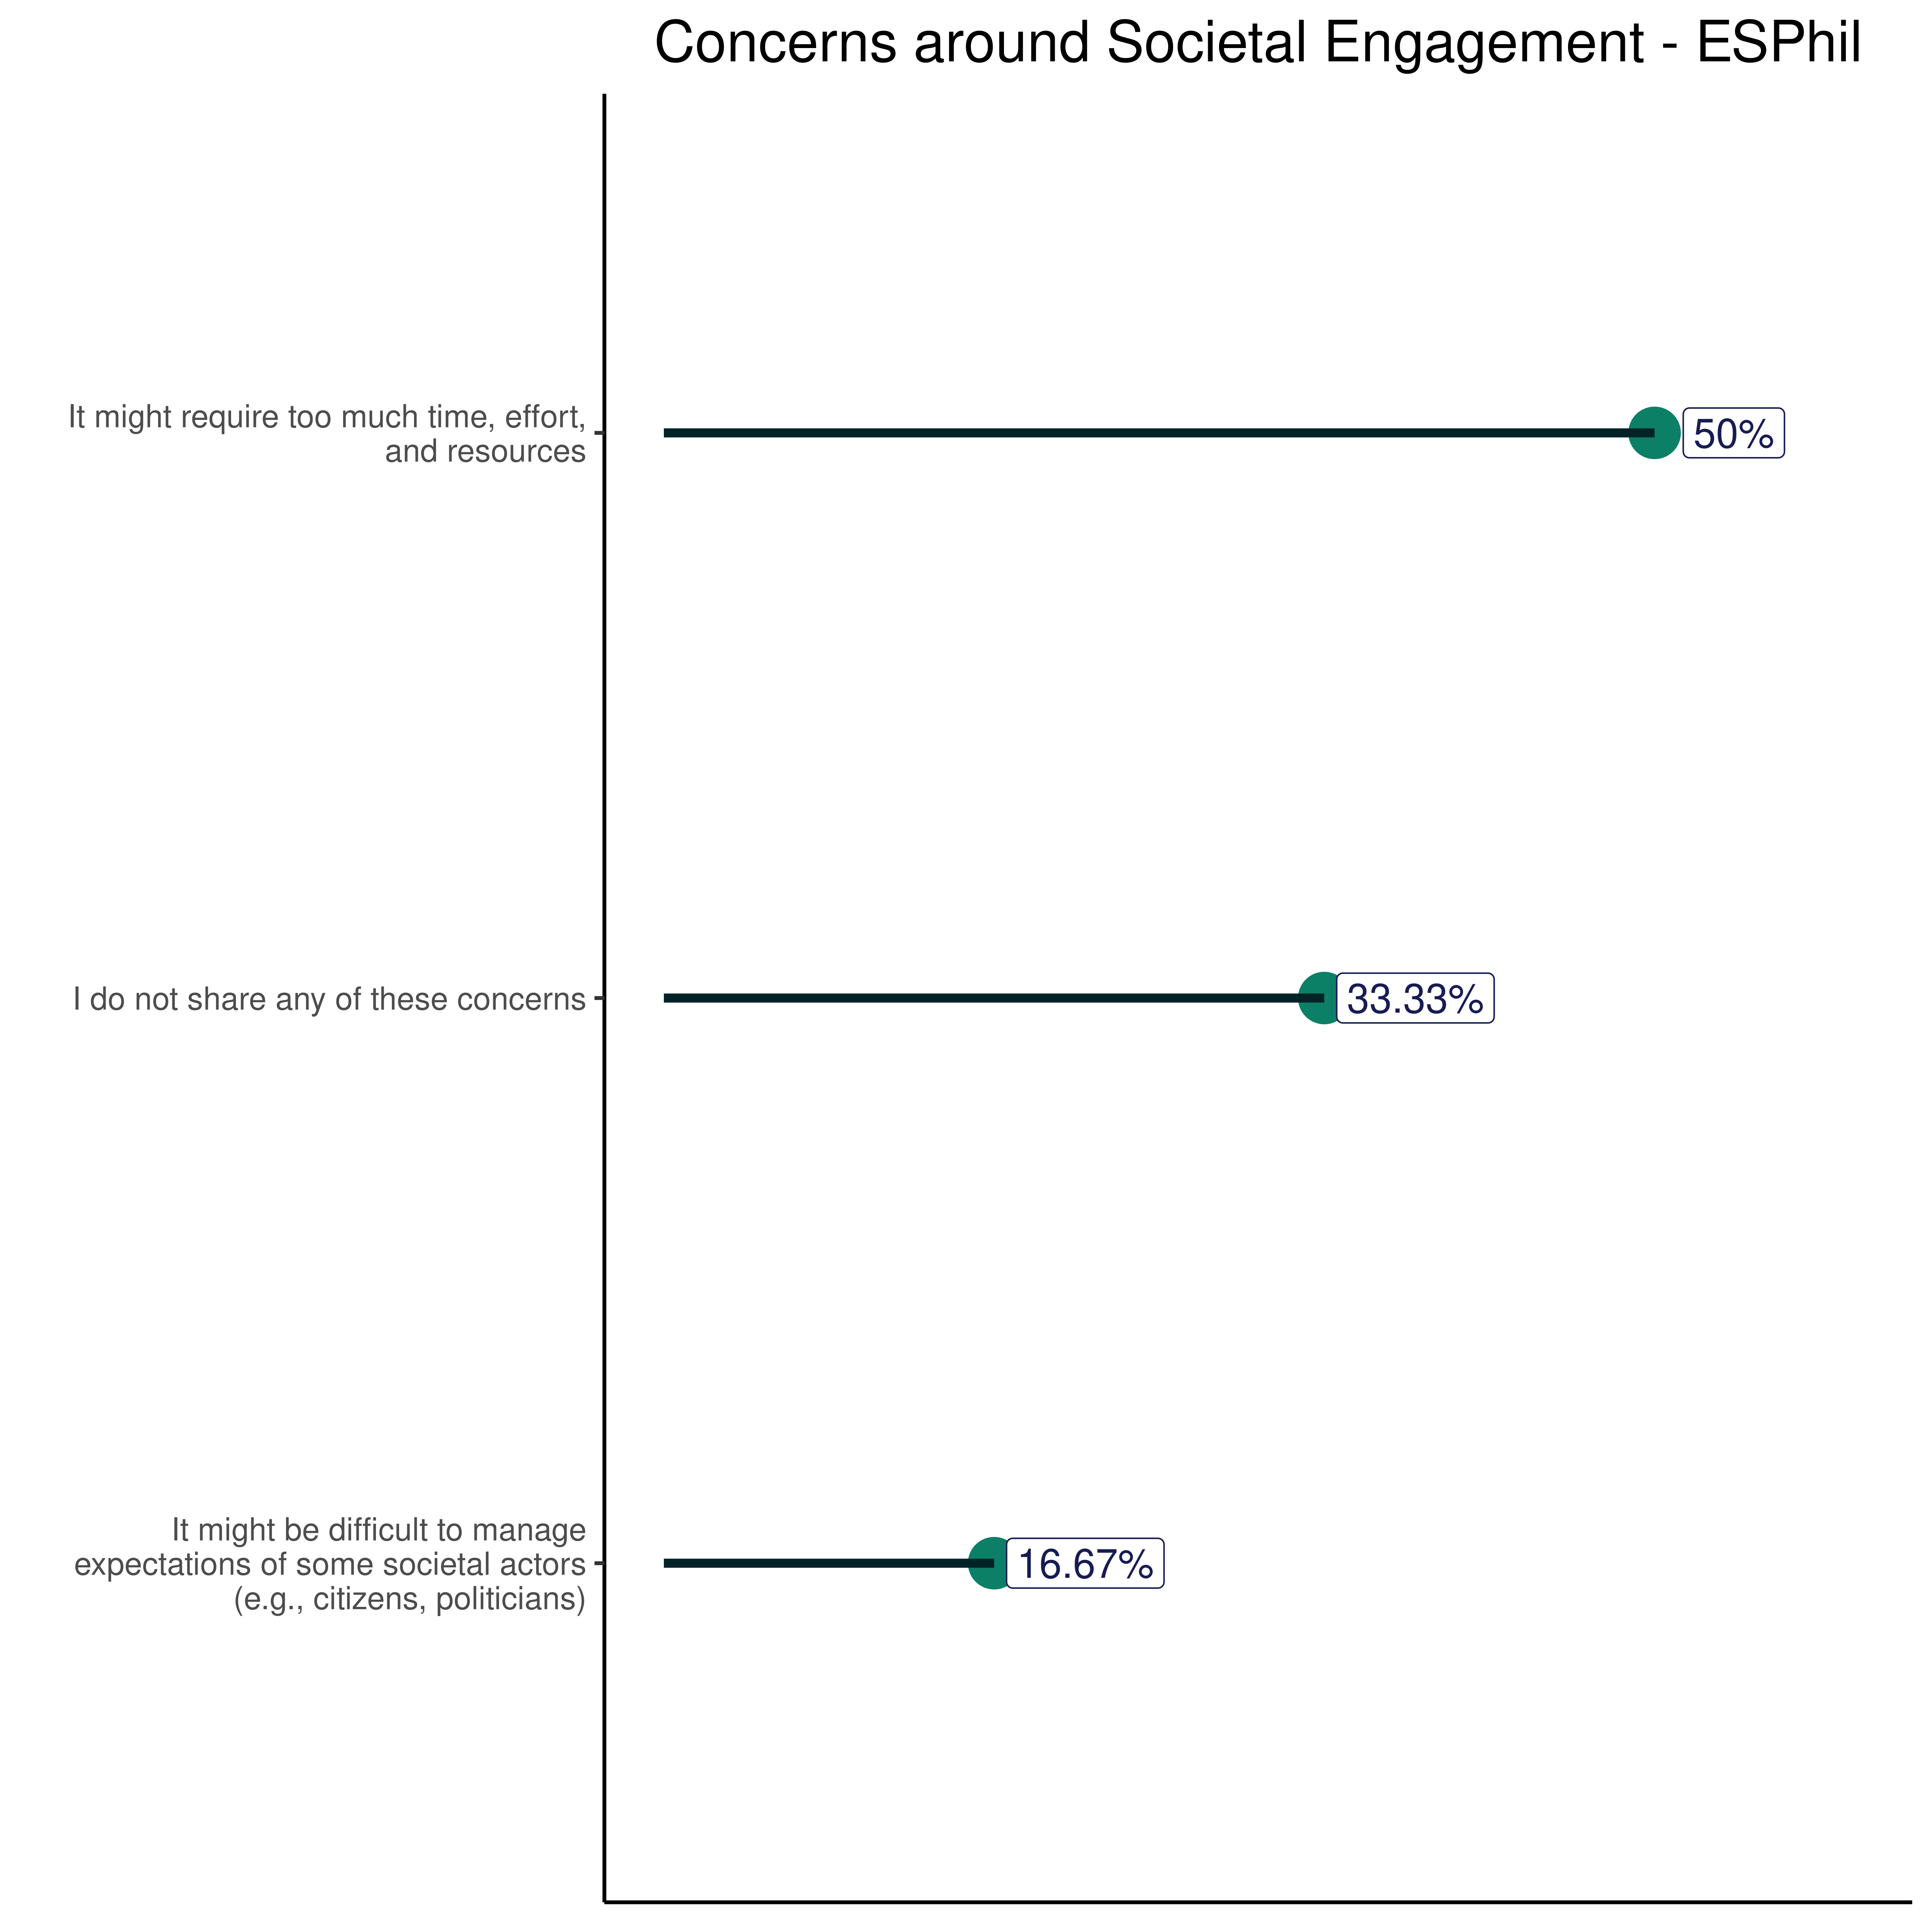 Concerns around Societal Engagement - ESPhil
It might require too much time, effort,
and resources
50%
I do not share any of these concerns
33.33%
It might be difficult to manage
expectations of some societal actors
(e.g., citizens, politicians)
16.67%